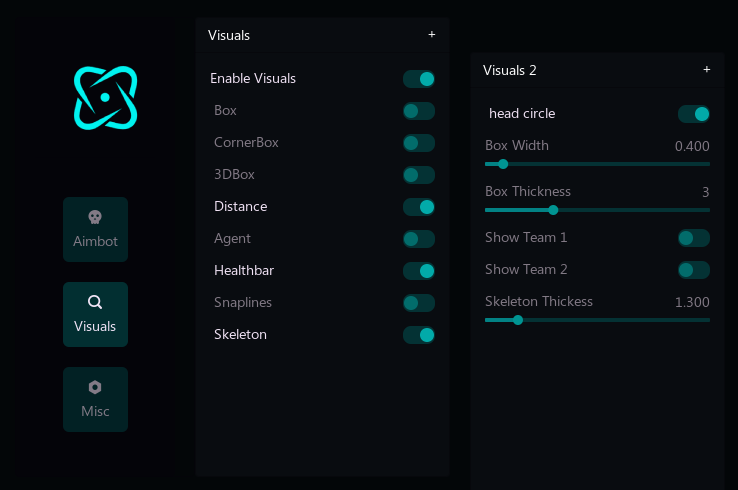 Visuals +
Enable Visuals
Box
CornerBox
3DBox
Distance
Agent
Healthbar
Snaplines
Skeleton
Visuals 2 +
head circle
Box Width 0.400
Box Thickness 3
Show Team 1
Show Team 2
Skeleton Thickess 1.300
Aimbot
Visuals
Misc